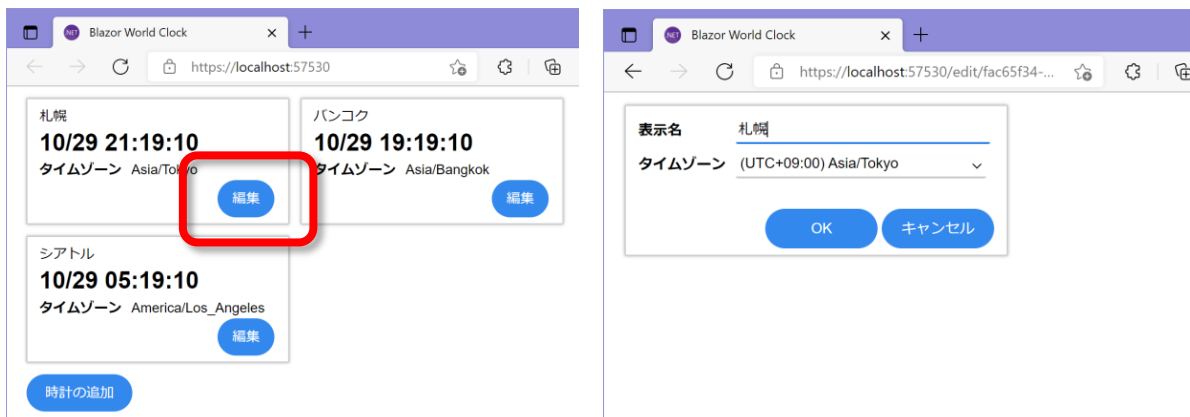 Blazor World Clock
https://localhost:57530
札幌
10/29 21:19:10
タイムゾーン Asia/Tokyo
編集
バンコク
10/29 19:19:10
タイムゾーン Asia/Bangkok
編集
シアトル
10/29 05:19:10
タイムゾーン America/Los_Angeles
編集
時計の追加
Blazor World Clock
https://localhost:57530/edit/fac65f34-...
表示名 札幌
タイムゾーン (UTC+09:00) Asia/Tokyo
OK キャンセル